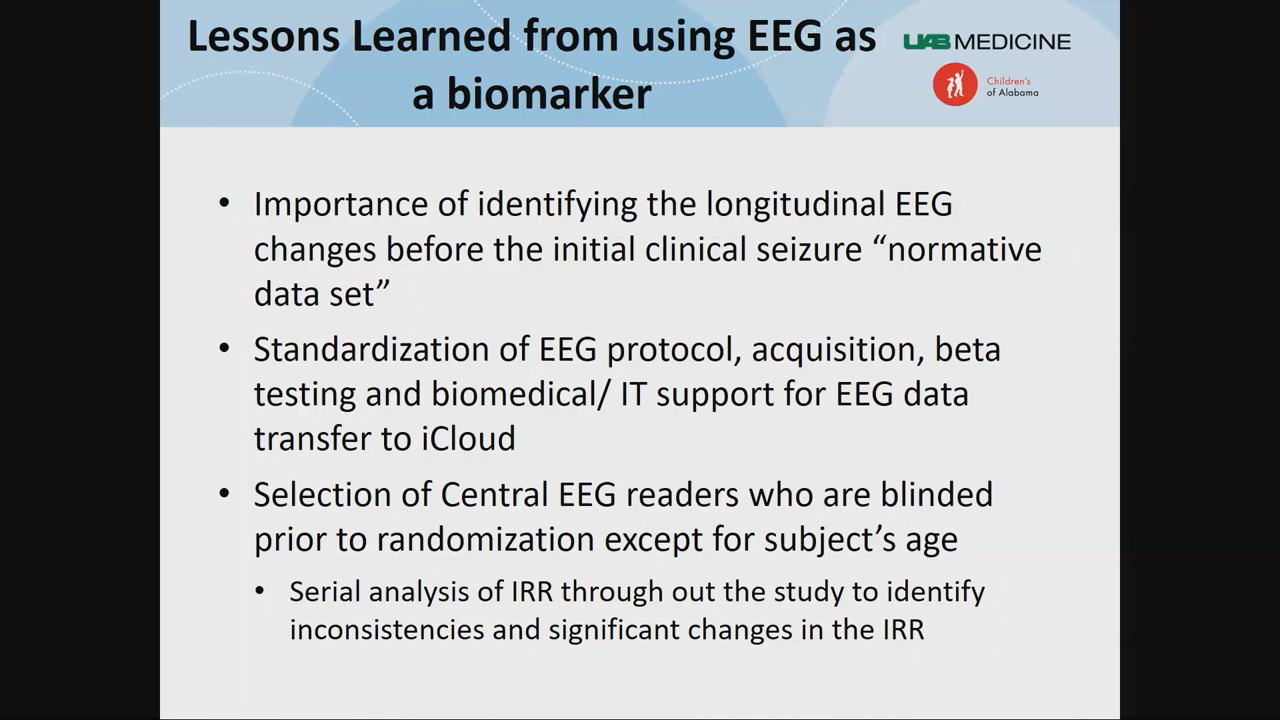 Lessons Learned from using EEG as
a biomarker
UAB MEDICINE
Children's
of Alabama
• Importance of identifying the longitudinal EEG
changes before the initial clinical seizure “normative
data set”
• Standardization of EEG protocol, acquisition, beta
testing and biomedical/ IT support for EEG data
transfer to iCloud
• Selection of Central EEG readers who are blinded
prior to randomization except for subject’s age
• Serial analysis of IRR through out the study to identify
inconsistencies and significant changes in the IRR